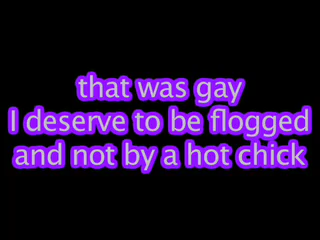 that was gay
I deserve to be flogged
and not by a hot chick